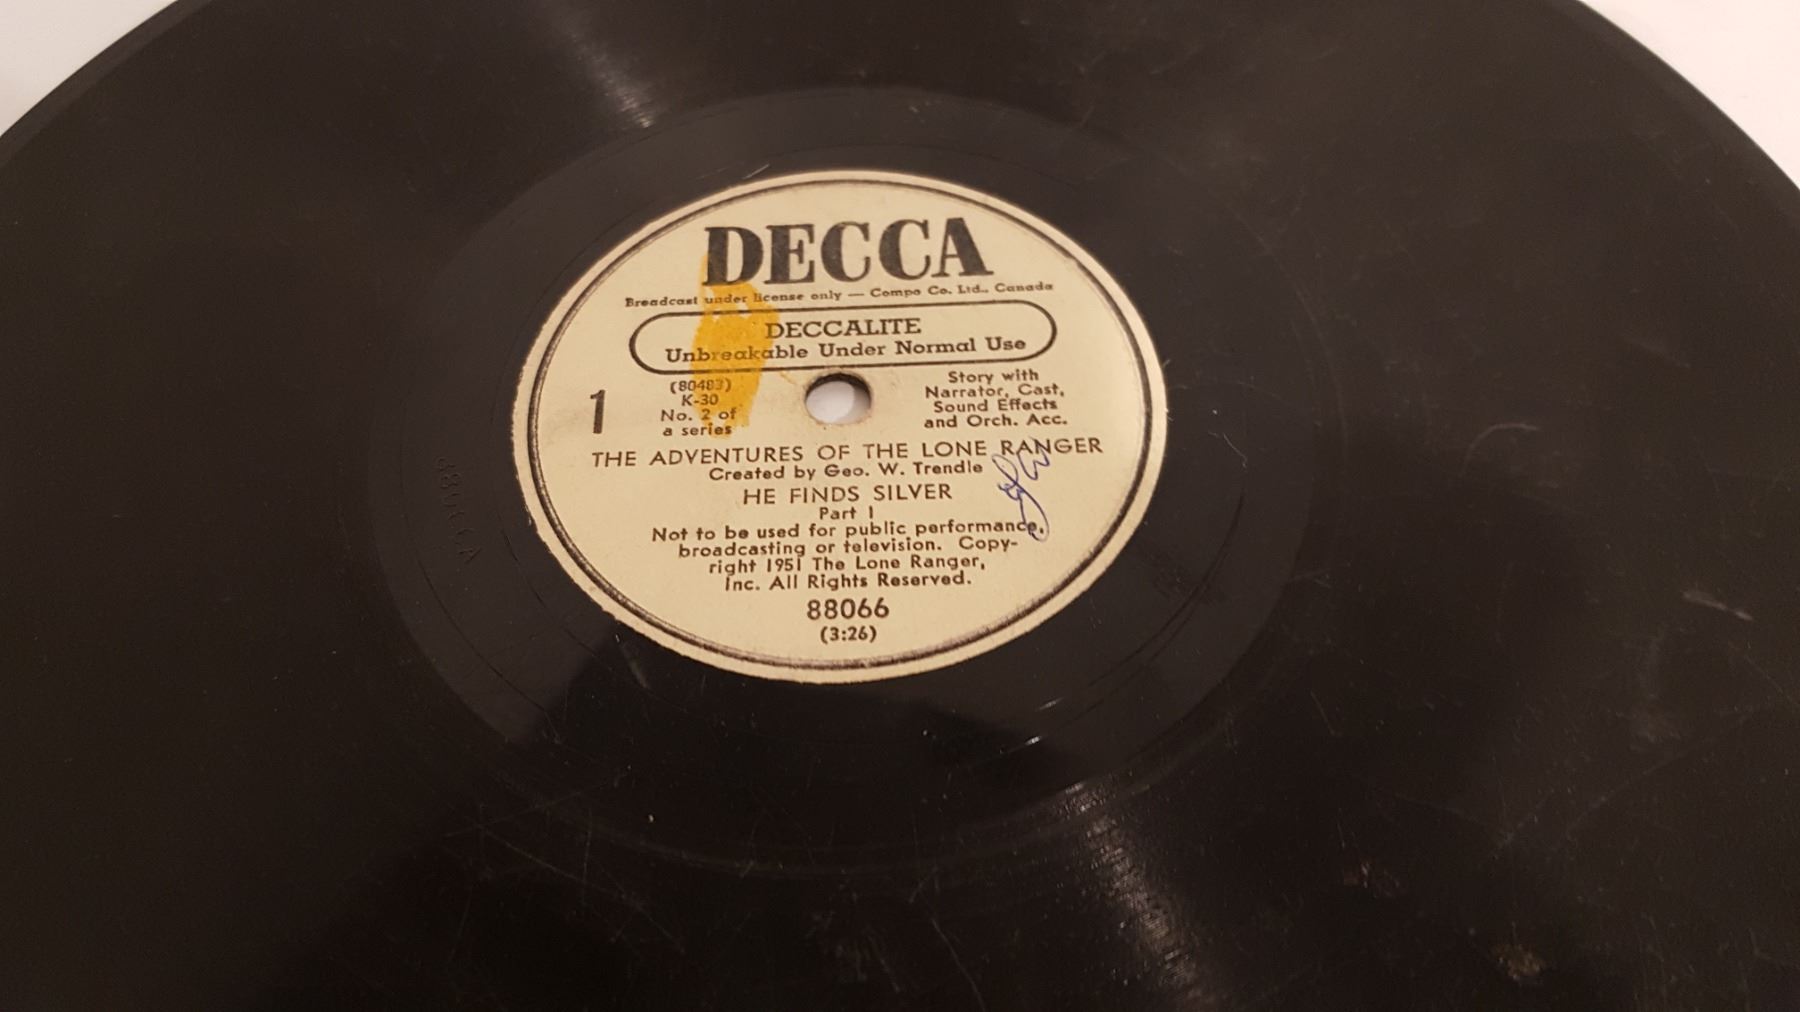 DECCA
Broadcast under license only — Compo Co. Ltd., Canada
DECCALITE
Unbreakable Under Normal Use
1
(80483)
K-30
No. 2 of
a series
Story with
Narrator, Cast,
Sound Effects
and Orch. Acc.
THE ADVENTURES OF THE LONE RANGER
Created by Geo. W. Trendle
HE FINDS SILVER
Part 1
Not to be used for public performance,
broadcasting or television. Copy-
right 1951 The Lone Ranger,
Inc. All Rights Reserved.
88066
(3:26)